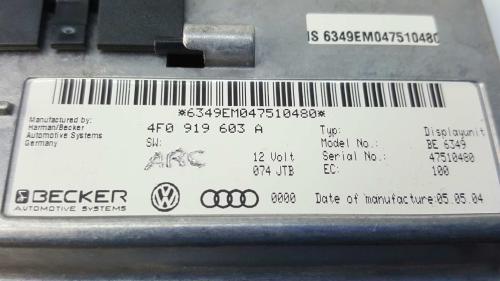 IS 6349EM04751048O
*6349EM047510480*
Manufactured by:
Harman/Becker
Automotive Systems
Germany
4F0 919 603 A
SW:
ARC
12 Volt
074 JTB
Typ: Displayunit
Model No.: BE 6349
Serial No.: 47510480
EC: 100
BECKER
AUTOMOTIVE SYSTEMS
0000
Date of manufacture: 05.05.04